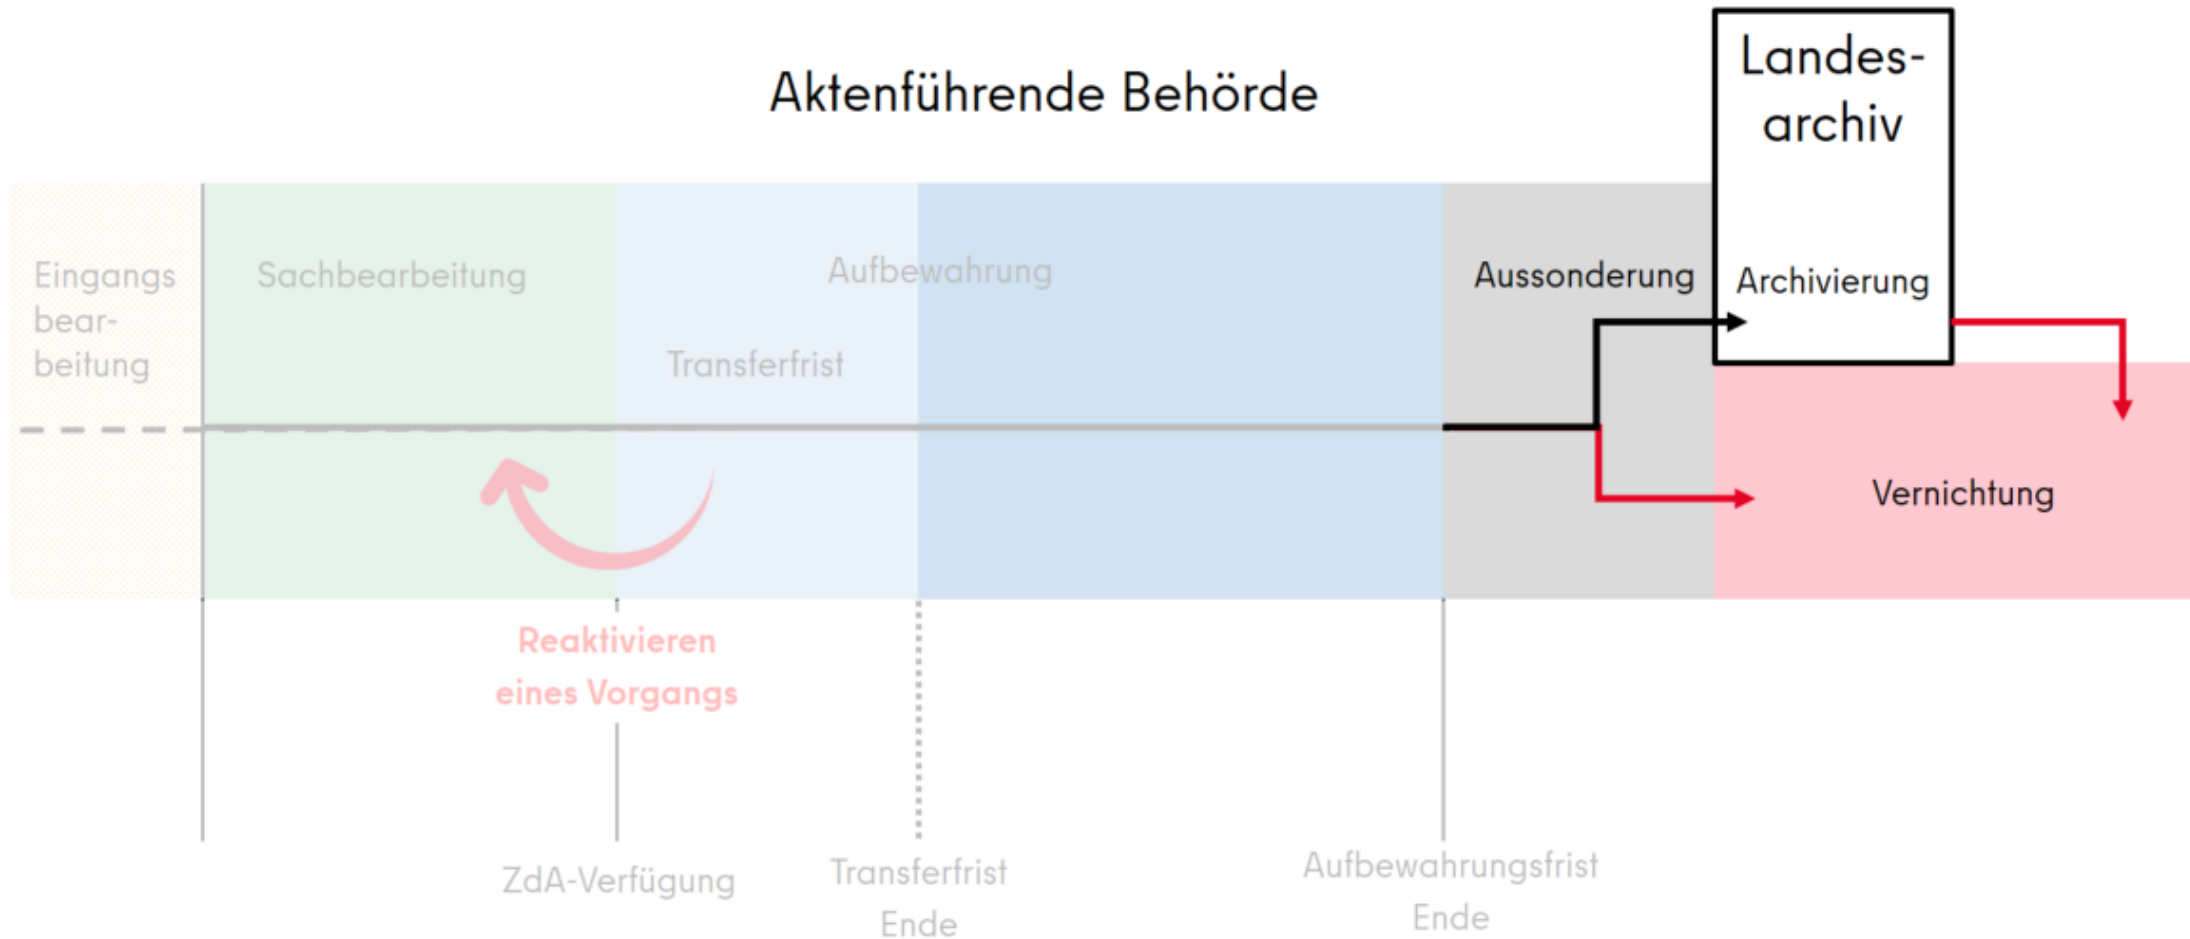 Aktenführende Behörde
Landes-
archiv
Eingangs
bear-
beitung
Sachbearbeitung
Aufbewahrung
Transferfrist
Aussonderung
Archivierung
Vernichtung
Reaktivieren
eines Vorgangs
ZdA-Verfügung
Transferfrist
Ende
Aufbewahrungsfrist
Ende